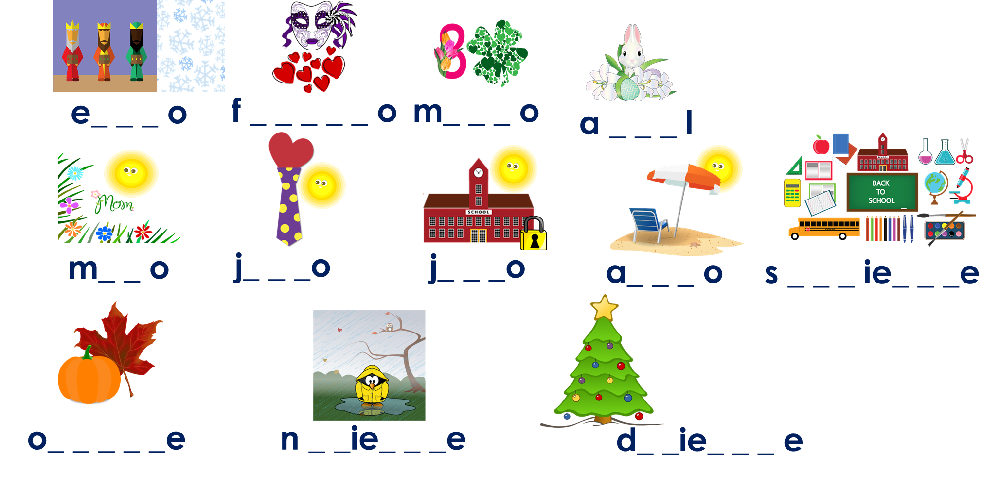 e_ _ _ o
f _ _ _ _ _ o
m_ _ _ o
a _ _ _ l
Mom
SCHOOL
SCHOOL
BACK
TO
SCHOOL
m_ _ o
j_ _ _o
j_ _ _o
a_ _ _ o
s _ _ _ ie_ _ _e
o_ _ _ _ _e
n _ _ie_ _ _e
d_ _ie_ _ _ e